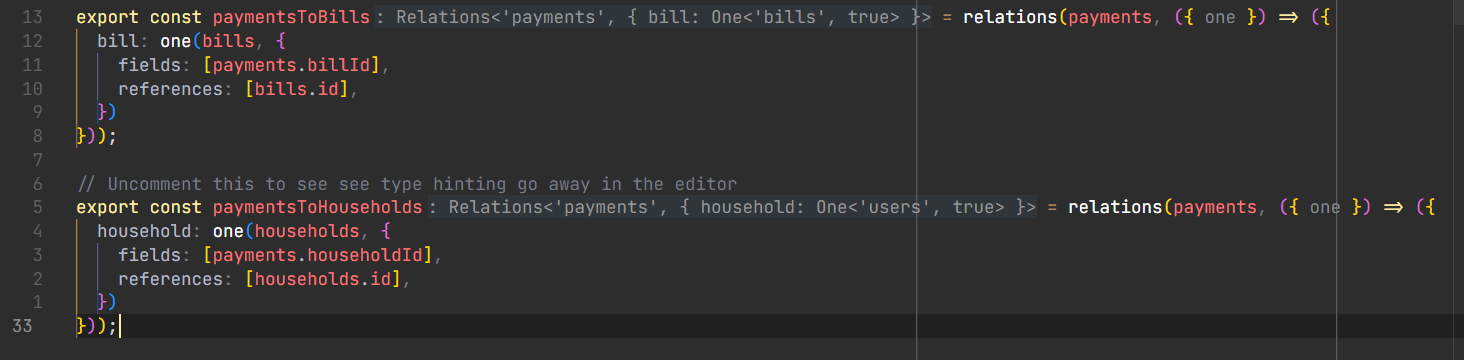 13 export const paymentsToBills: Relations<'payments', { bill: One<'bills', true> }> = relations(payments, ({ one }) => ({
12 bill: one(bills, {
11 fields: [payments.billId],
10 references: [bills.id],
9 })
8 }));
7
6 // Uncomment this to see see type hinting go away in the editor
5 export const paymentsToHouseholds: Relations<'payments', { household: One<'users', true> }> = relations(payments, ({ one }) => ({
4 household: one(households, {
3 fields: [payments.householdId],
2 references: [households.id],
1 })
33 }));